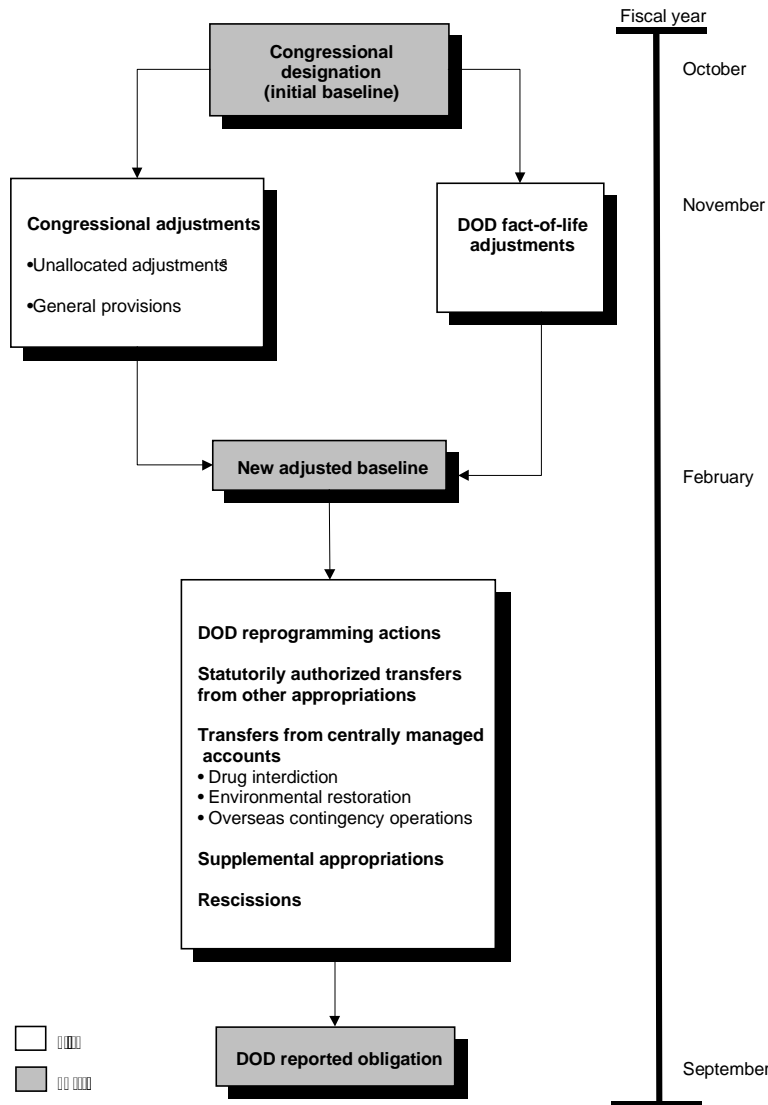 Fiscal year
Congressional
designation
(initial baseline)
October
Congressional adjustments
•Unallocated adjustments
•General provisions
DOD fact-of-life
adjustments
November
New adjusted baseline
February
DOD reprogramming actions
Statutorily authorized transfers
from other appropriations
Transfers from centrally managed
accounts
• Drug interdiction
• Environmental restoration
• Overseas contingency operations
Supplemental appropriations
Rescissions
DOD reported obligation
September